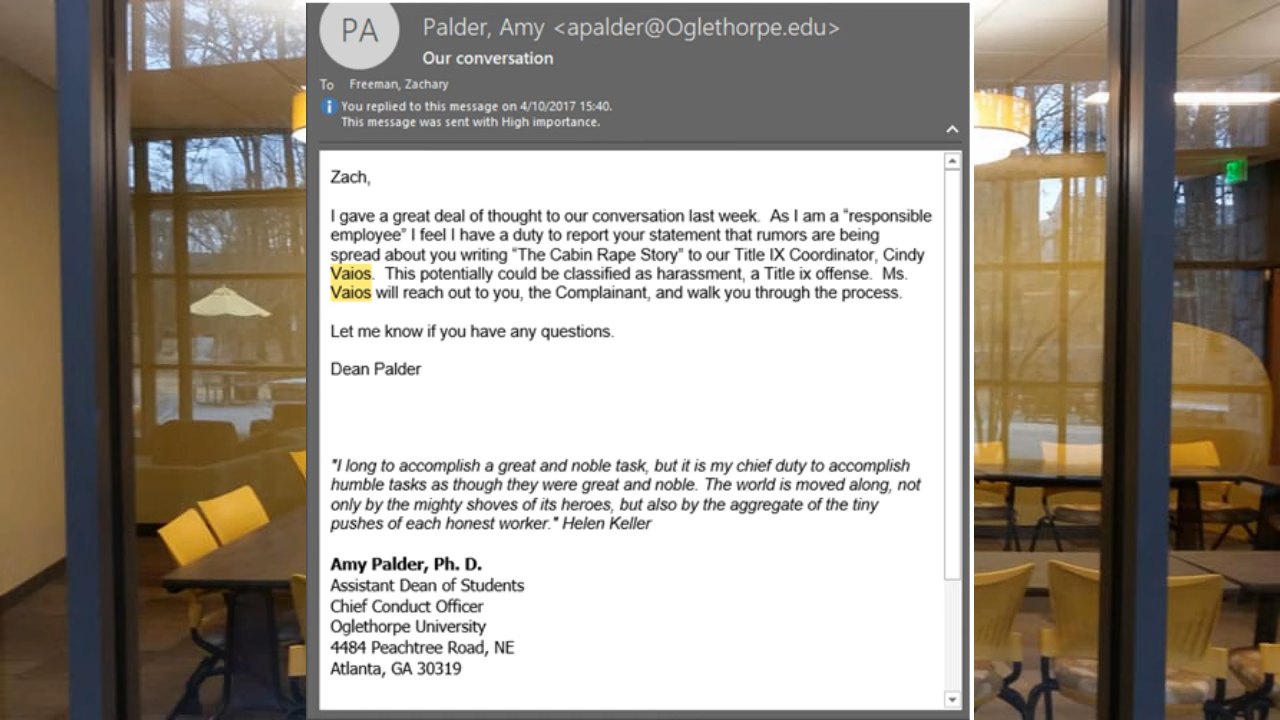 PA
Palder, Amy <apalder@Oglethorpe.edu>
Our conversation
To Freeman, Zachary
i You replied to this message on 4/10/2017 15:40.
This message was sent with High importance.
Zach,
I gave a great deal of thought to our conversation last week. As I am a “responsible
employee” I feel I have a duty to report your statement that rumors are being
spread about you writing “The Cabin Rape Story” to our Title IX Coordinator, Cindy
Vaios. This potentially could be classified as harassment, a Title ix offense. Ms.
Vaios will reach out to you, the Complainant, and walk you through the process.
Let me know if you have any questions.
Dean Palder
"I long to accomplish a great and noble task, but it is my chief duty to accomplish
humble tasks as though they were great and noble. The world is moved along, not
only by the mighty shoves of its heroes, but also by the aggregate of the tiny
pushes of each honest worker." Helen Keller
Amy Palder, Ph. D.
Assistant Dean of Students
Chief Conduct Officer
Oglethorpe University
4484 Peachtree Road, NE
Atlanta, GA 30319